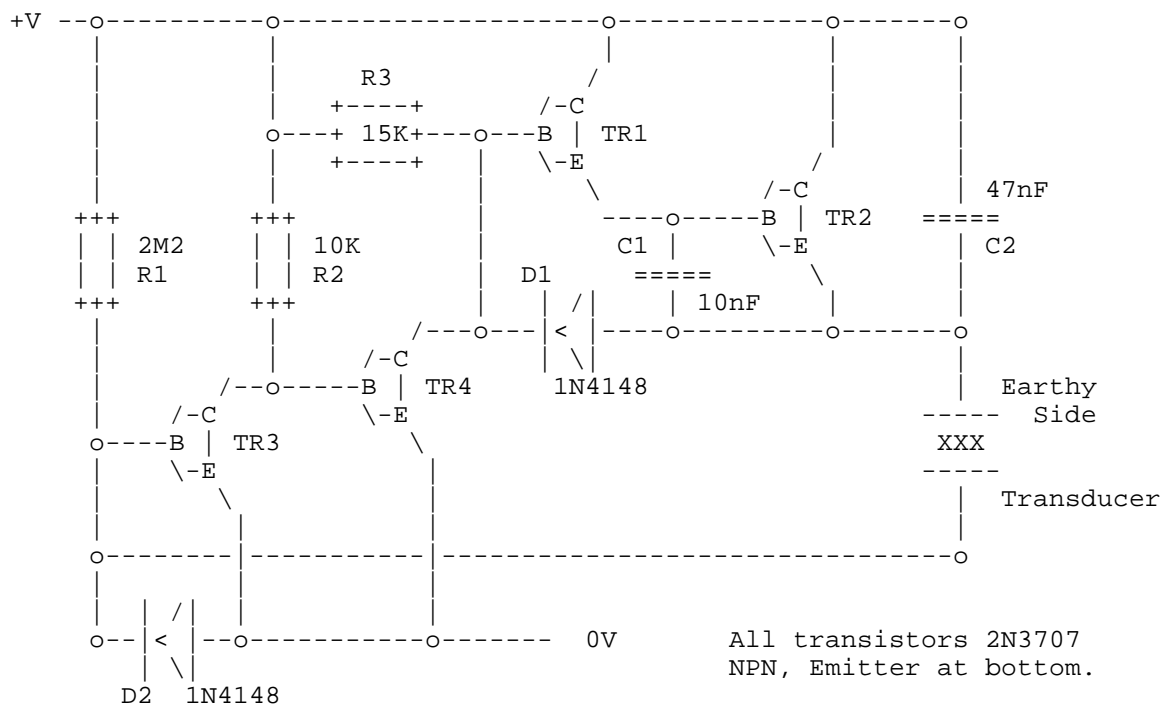 +V --o---------o------------------o-------------o-------o
R3 /
+----+ /-C
o---+ 15K+---o---B | TR1
+----+ \-E /
\ /-C 47nF
+++ +++ ----o-----B | TR2 =====
| | 2M2 | | 10K C1 | \-E C2
| | R1 | | R2 D1 ===== \
+++ +++ | /| | 10nF |
/---o---|< |----o---------o-------o
/-C | \|
/--o-----B | TR4 1N4148 Earthy
/-C \-E ----- Side
o----B | TR3 \ XXX
\-E -----
\ Transducer
o--------|----------|----------------------------o
| /| |
o--|< |--o----------o------ 0V All transistors 2N3707
| \| NPN, Emitter at bottom.
D2 1N4148